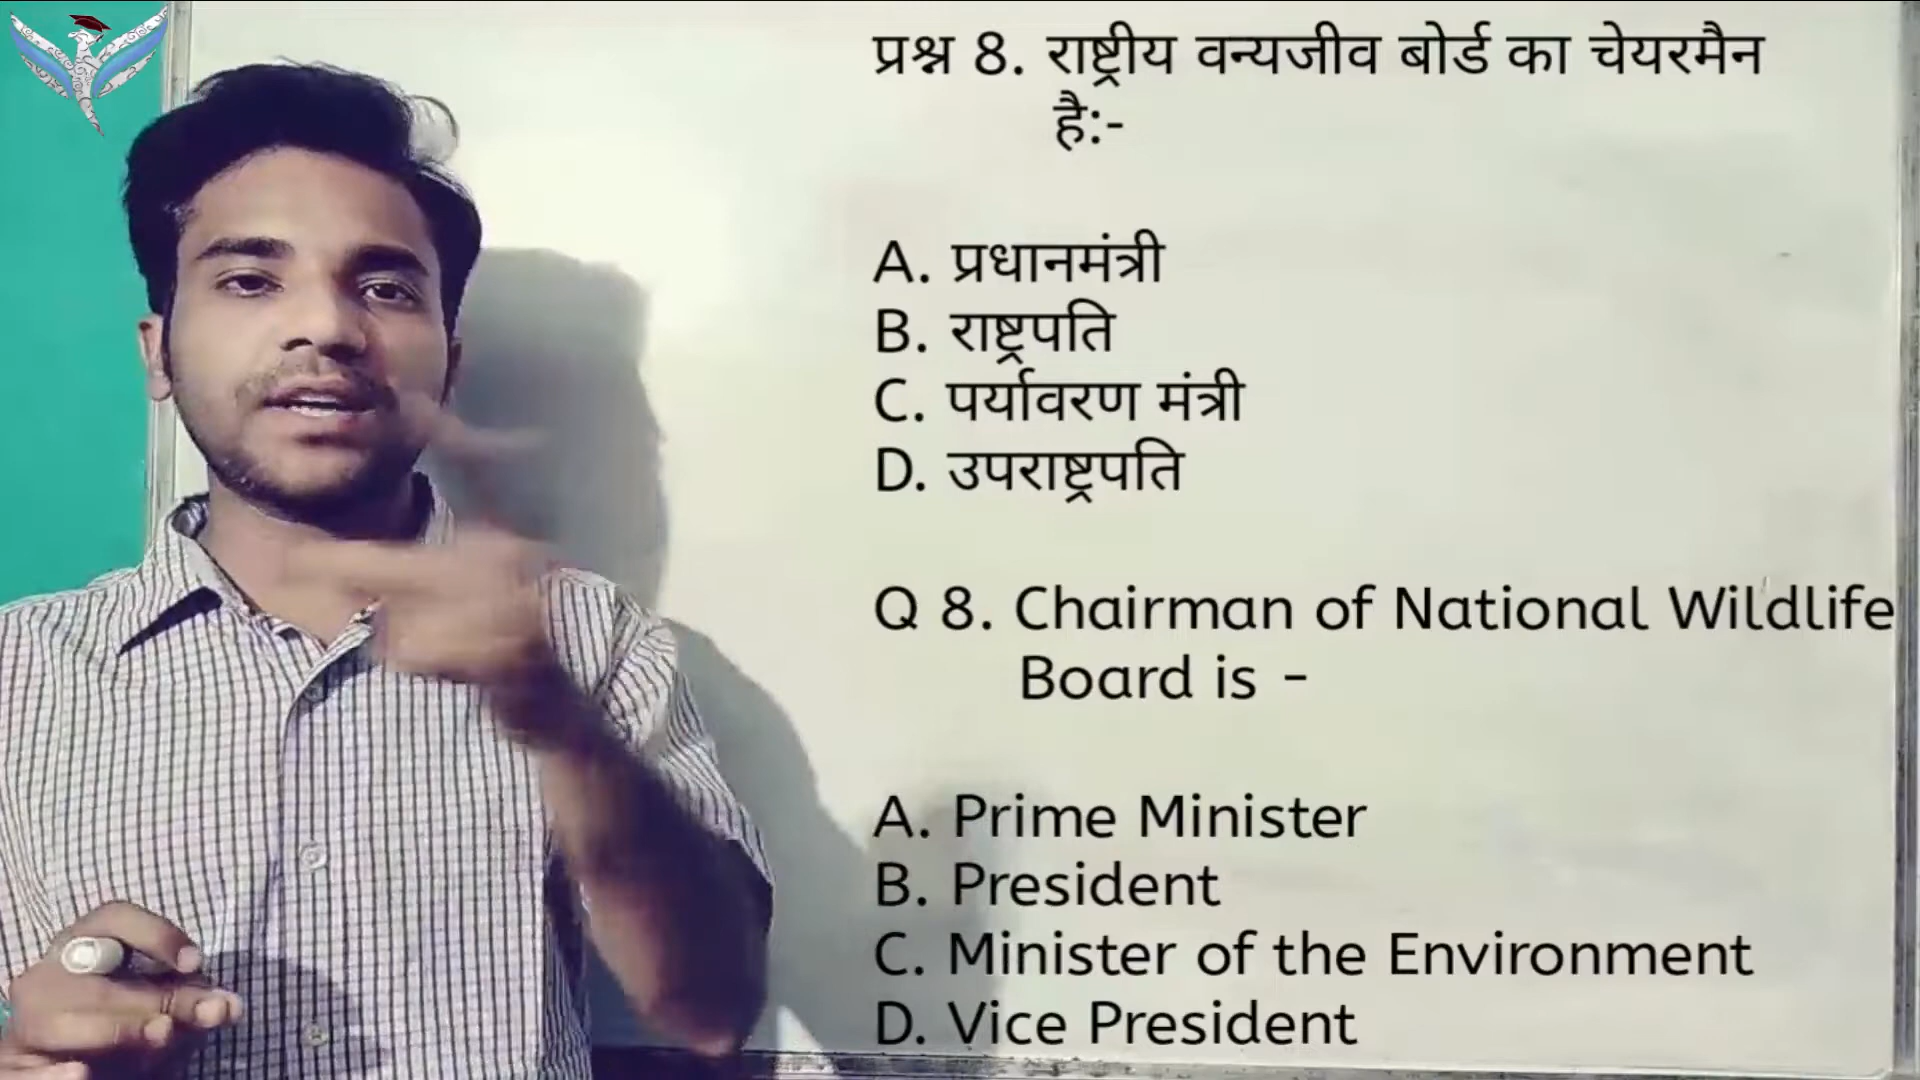 प्रश्न 8. राष्ट्रीय वन्यजीव बोर्ड का चेयरमैन
है:-
A. प्रधानमंत्री
B. राष्ट्रपति
C. पर्यावरण मंत्री
D. उपराष्ट्रपति
Q 8. Chairman of National Wildlife
Board is -
A. Prime Minister
B. President
C. Minister of the Environment
D. Vice President